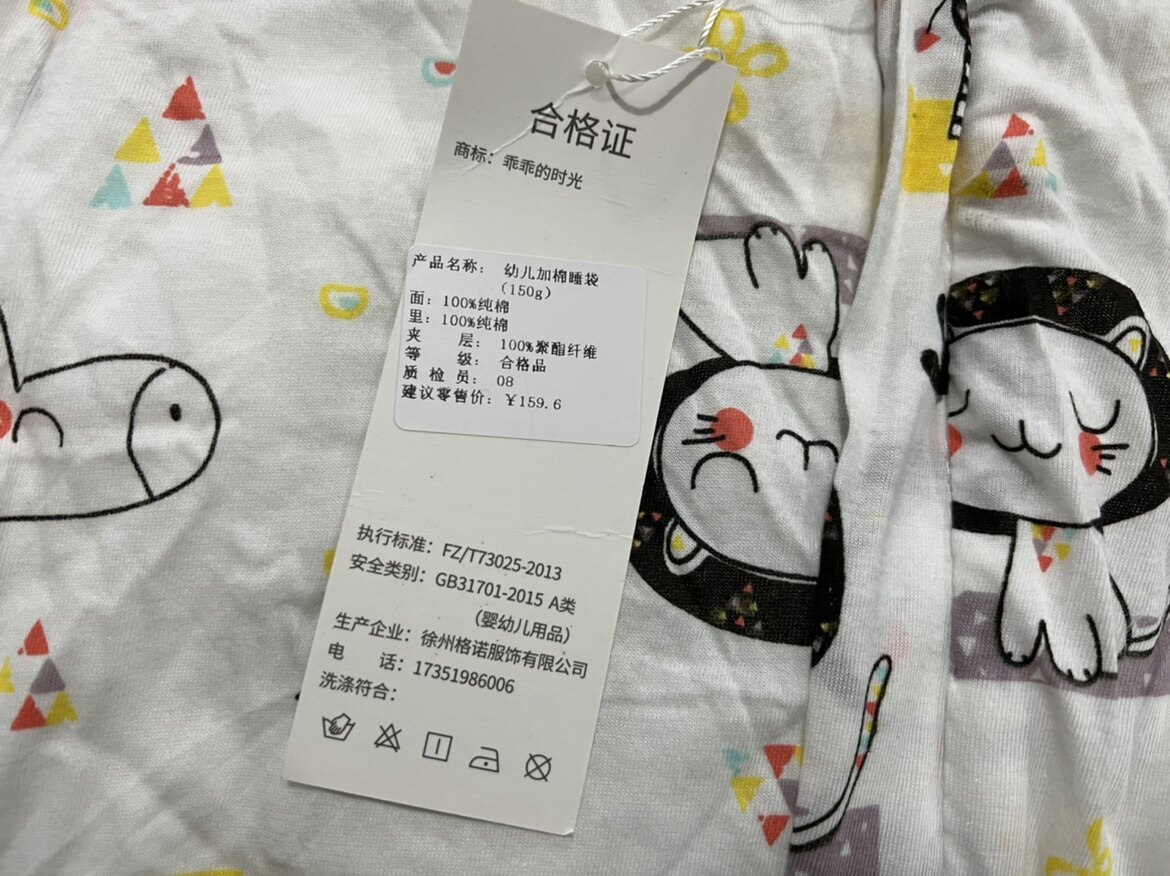 合格证
商标：乖乖的时光
产品名称： 幼儿加棉睡袋
（150g）
面：100%纯棉
里：100%纯棉
夹 层：100%聚酯纤维
等 级：合格品
质 检 员：08
建议零售价：￥159.6
执行标准：FZ/T73025-2013
安全类别：GB31701-2015 A类
（婴幼儿用品）
生产企业：徐州格诺服饰有限公司
电 话：17351986006
洗涤符合：